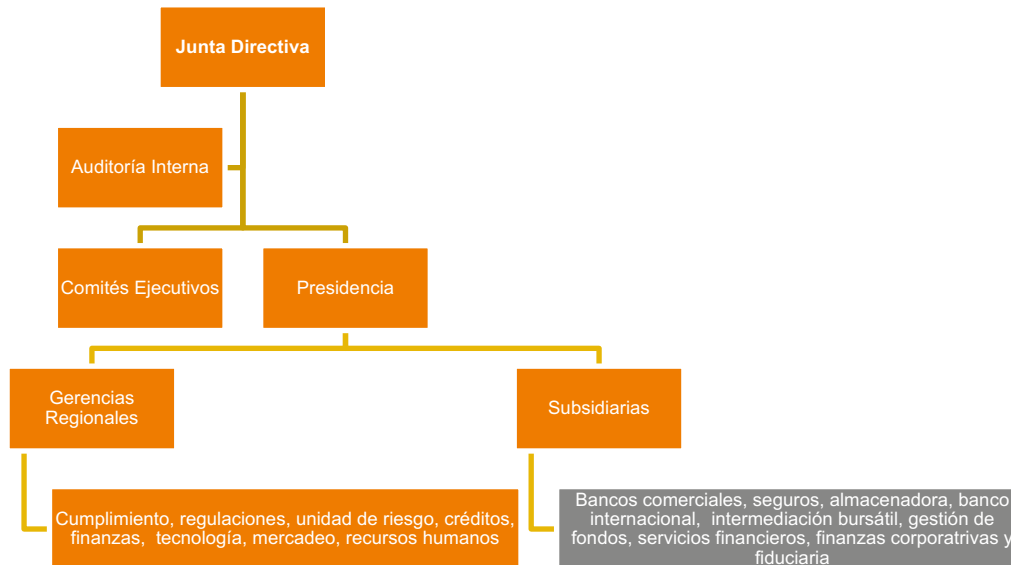 Junta Directiva
Auditoría Interna
Comités Ejecutivos
Presidencia
Gerencias
Regionales
Subsidiarias
Cumplimiento, regulaciones, unidad de riesgo, créditos,
finanzas, tecnología, mercadeo, recursos humanos
Bancos comerciales, seguros, almacenadora, banco
internacional, intermediación bursátil, gestión de
fondos, servicios financieros, finanzas corporatrivas y
fiduciaria